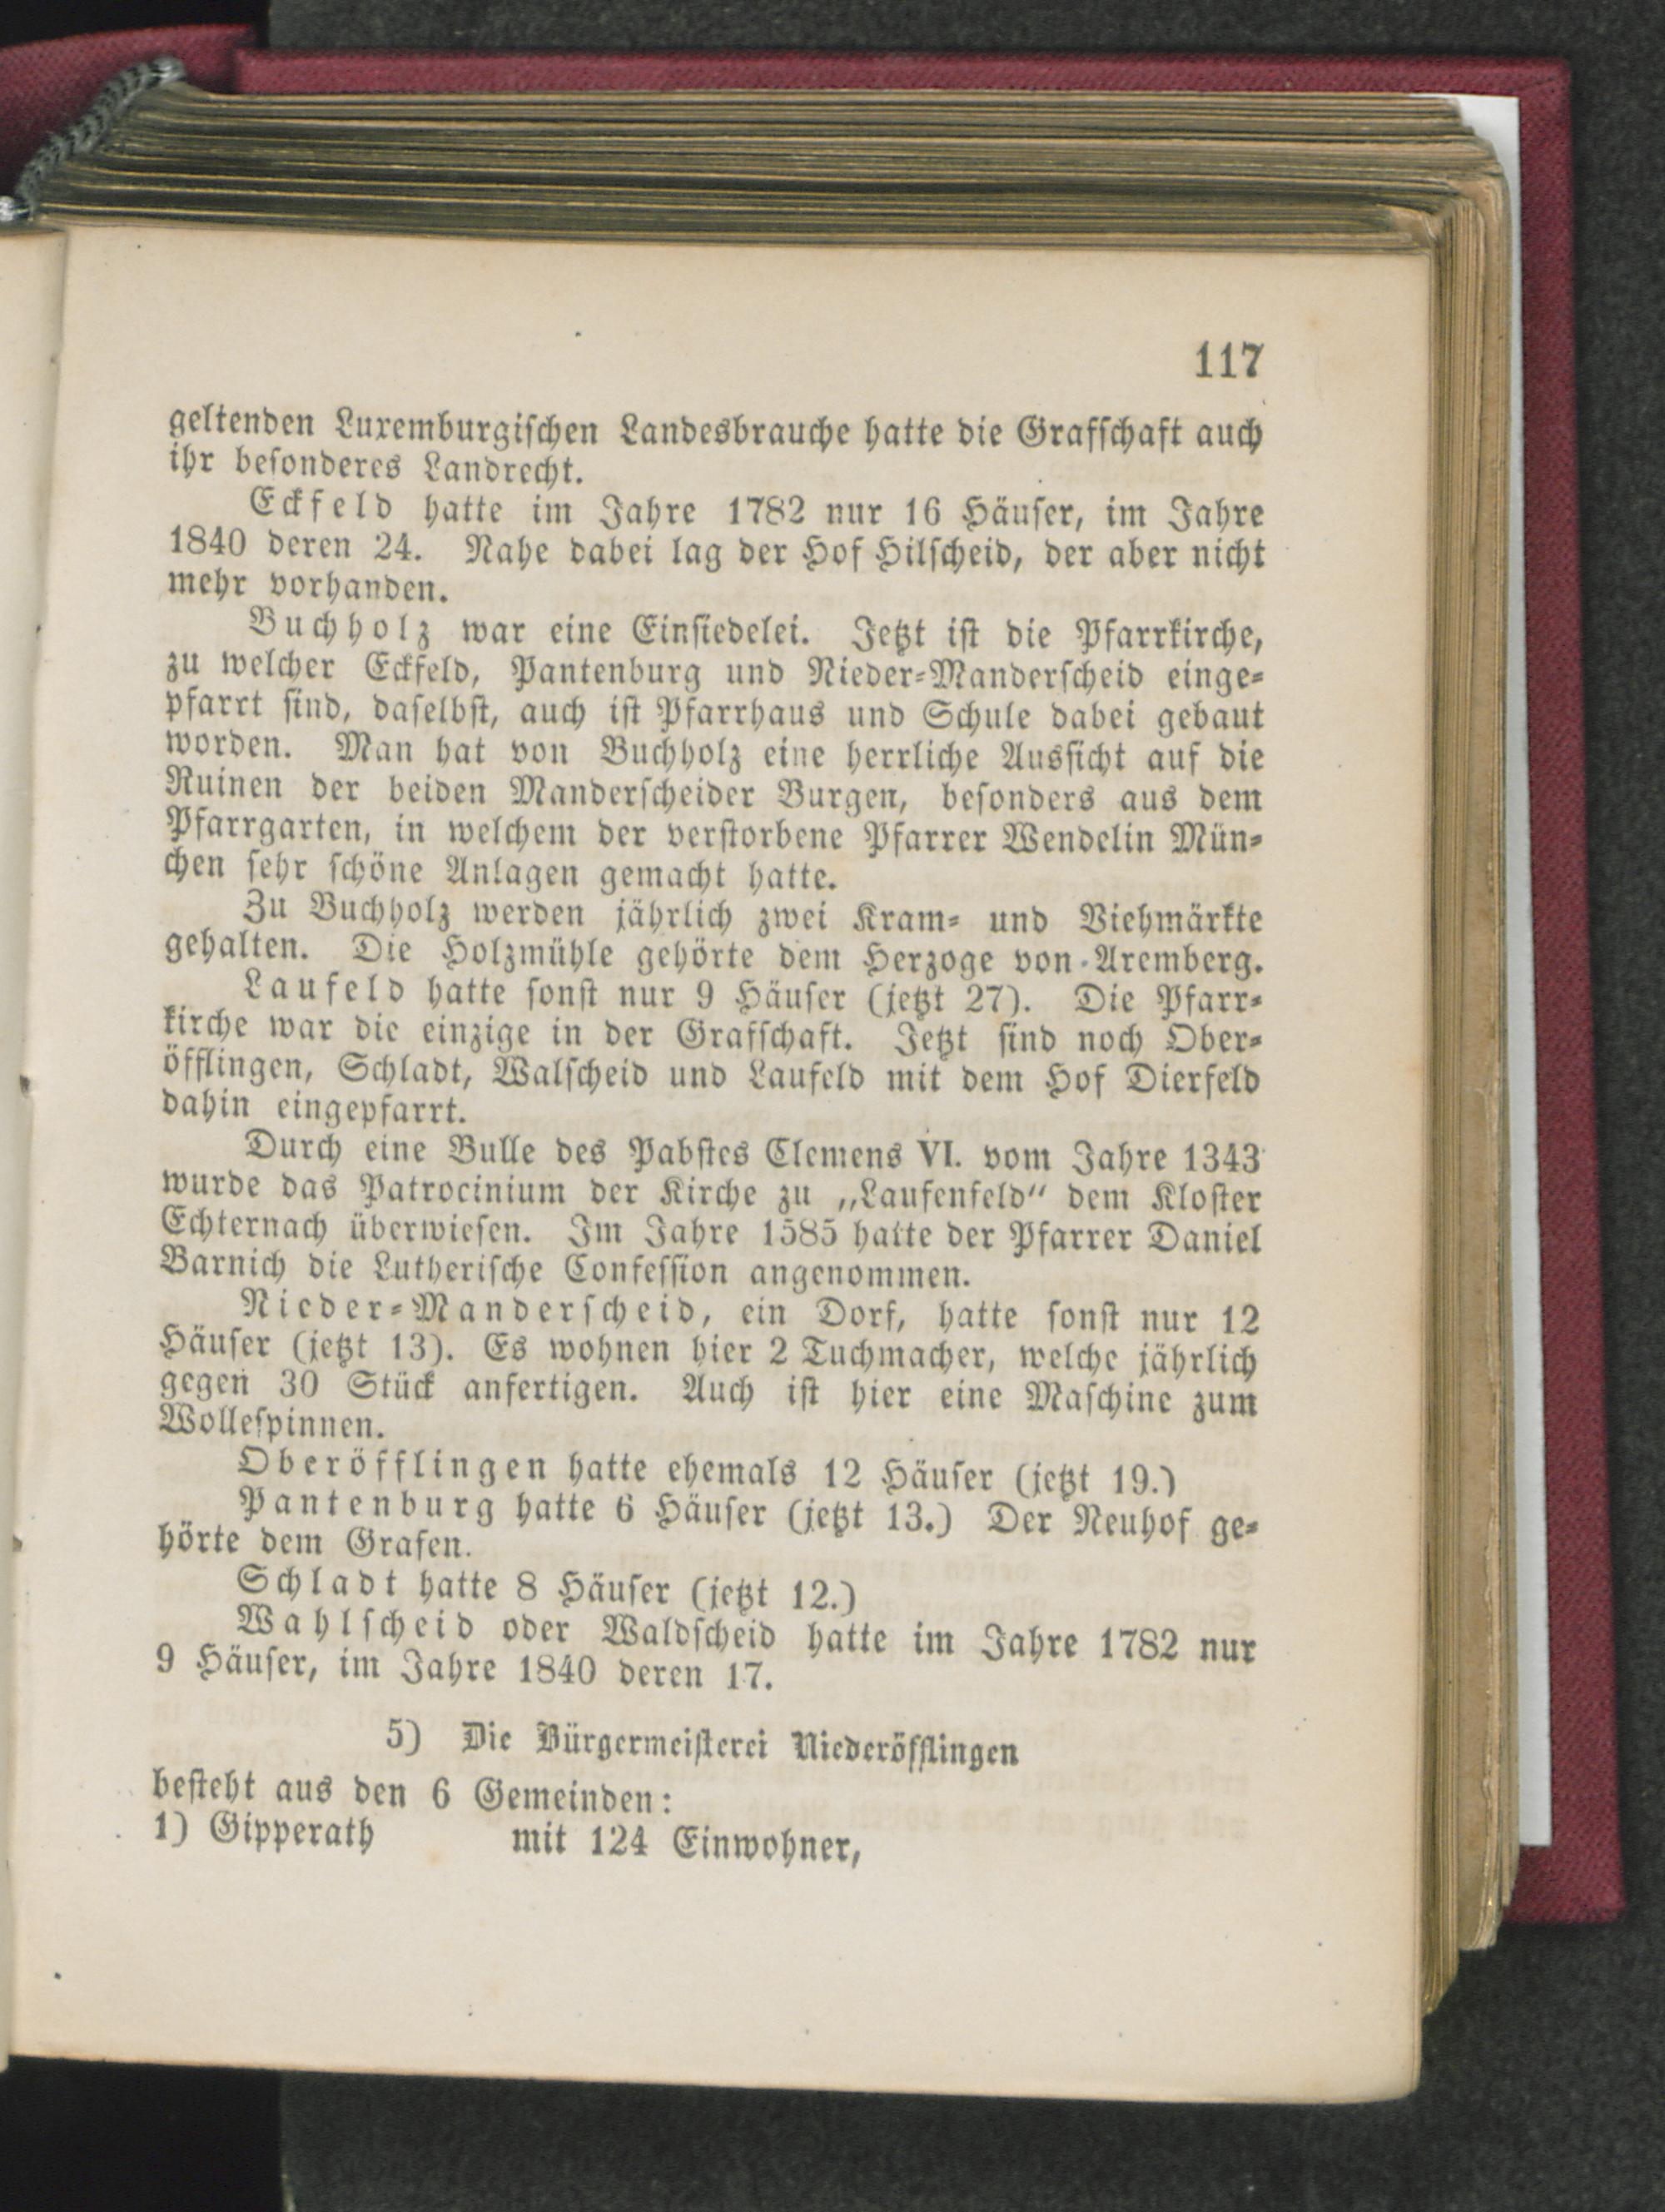 117
geltenden Luxemburgiſchen Landesbrauche hatte die Grafſchaft auch
ihr beſonderes Landrecht.
Eckfeld hatte im Jahre 1782 nur 16 Häuſer, im Jahre
1840 deren 24. Nahe dabei lag der Hof Hilſcheid, der aber nicht
mehr vorhanden.
Buchholz war eine Einſiedelei. Jetzt iſt die Pfarrkirche,
zu welcher Eckfeld, Pantenburg und Nieder-Manderſcheid einge-
pfarrt ſind, daſelbſt, auch iſt Pfarrhaus und Schule dabei gebaut
worden. Man hat von Buchholz eine herrliche Ausſicht auf die
Ruinen der beiden Manderſcheider Burgen, beſonders aus dem
Pfarrgarten, in welchem der verſtorbene Pfarrer Wendelin Mün-
chen ſehr ſchöne Anlagen gemacht hatte.
Zu Buchholz werden jährlich zwei Kram- und Viehmärkte
gehalten. Die Holzmühle gehörte dem Herzoge von Aremberg.
Laufeld hatte ſonſt nur 9 Häuſer (jetzt 27). Die Pfarr-
kirche war die einzige in der Grafſchaft. Jetzt ſind noch Ober-
öfflingen, Schladt, Walſcheid und Laufeld mit dem Hof Dierfeld
dahin eingepfarrt.
Durch eine Bulle des Pabſtes Clemens VI. vom Jahre 1343
wurde das Patrocinium der Kirche zu „Laufenfeld“ dem Kloſter
Echternach überwieſen. Im Jahre 1585 hatte der Pfarrer Daniel
Barnich die Lutheriſche Confeſſion angenommen.
Nieder-Manderſcheid, ein Dorf, hatte ſonſt nur 12
Häuſer (jetzt 13). Es wohnen hier 2 Tuchmacher, welche jährlich
gegen 30 Stück anfertigen. Auch iſt hier eine Maſchine zum
Wolleſpinnen.
Oberöfflingen hatte ehemals 12 Häuſer (jetzt 19.)
Pantenburg hatte 6 Häuſer (jetzt 13.) Der Neuhof ge-
hörte dem Grafen.
Schladt hatte 8 Häuſer (jetzt 12.)
Wahlſcheid oder Waldſcheid hatte im Jahre 1782 nur
9 Häuſer, im Jahre 1840 deren 17.
5) Die Bürgermeiſterei Niederöfflingen
beſteht aus den 6 Gemeinden:
1) Gipperath mit 124 Einwohner,